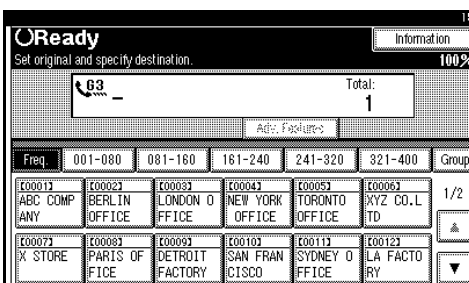 Ready
Information
Set original and specify destination.
100%
63 _
Total:
1
Adv. Features
Freq. 001-080 081-160 161-240 241-320 321-400 Group
[0001] [0002] [0003] [0004] [0005] [0006]
ABC COMP BERLIN LONDON O NEW YORK TORONTO XYZ CO.L
ANY OFFICE FFICE OFFICE OFFICE TD
1/2
[0007] [0008] [0009] [0010] [0011] [0012]
X STORE PARIS OF DETROIT SAN FRAN SYDNEY O LA FACTO
FICE FACTORY CISCO FFICE RY